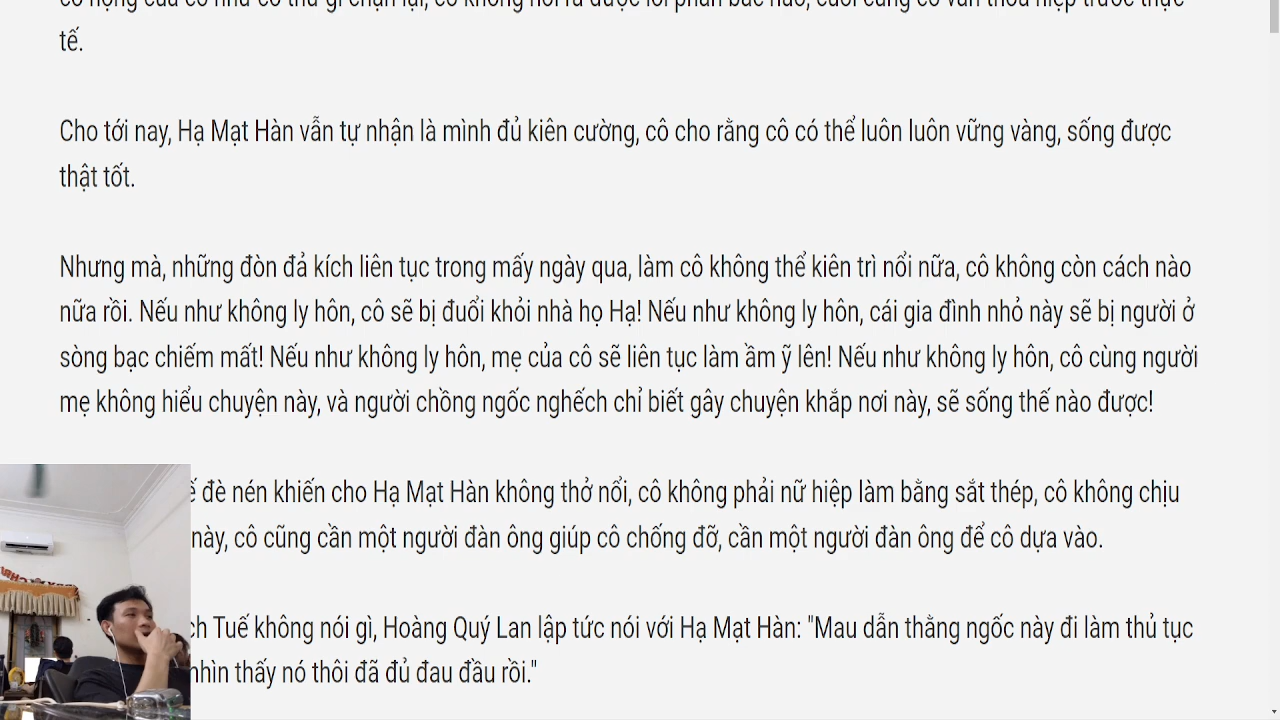 tế.
Cho tới nay, Hạ Mạt Hàn vẫn tự nhận là mình đủ kiên cường, cô cho rằng cô có thể luôn luôn vững vàng, sống được
thật tốt.
Nhưng mà, những đòn đả kích liên tục trong mấy ngày qua, làm cô không thể kiên trì nổi nữa, cô không còn cách nào
nữa rồi. Nếu như không ly hôn, cô sẽ bị đuổi khỏi nhà họ Hạ! Nếu như không ly hôn, cái gia đình nhỏ này sẽ bị người ở
sòng bạc chiếm mất! Nếu như không ly hôn, mẹ của cô sẽ liên tục làm ầm ỹ lên! Nếu như không ly hôn, cô cùng người
mẹ không hiểu chuyện này, và người chồng ngốc nghếch chỉ biết gây chuyện khắp nơi này, sẽ sống thế nào được!
đè nén khiến cho Hạ Mạt Hàn không thở nổi, cô không phải nữ hiệp làm bằng sắt thép, cô không chịu
này, cô cũng cần một người đàn ông giúp cô chống đỡ, cần một người đàn ông để cô dựa vào.
ch Tuế không nói gì, Hoàng Quý Lan lập tức nói với Hạ Mạt Hàn: "Mau dẫn thằng ngốc này đi làm thủ tục
nhìn thấy nó thôi đã đủ đau đầu rồi."